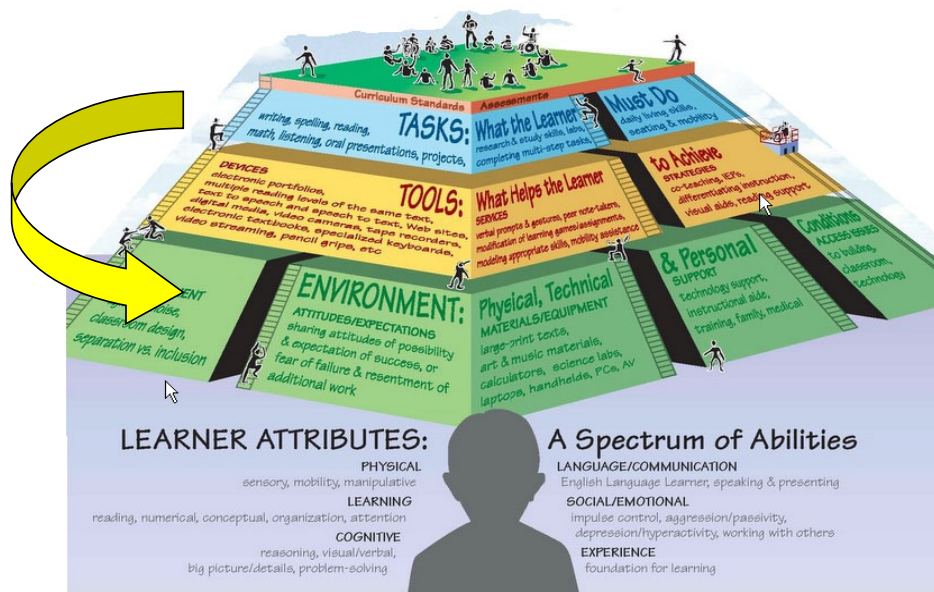 Curriculum Standards Assessments
TASKS:
writing, spelling, reading,
math, listening, oral presentations, projects,
What the Learner
research & study skills, labs,
completing multi-step tasks,
Must Do
daily living skills,
seating & mobility
DEVICES
electronic portfolios,
multiple reading levels of the same text,
text to speech and speech to text, Web sites,
digital media, video cameras, tape recorders,
electronic textbooks, specialized keyboards,
video streaming, pencil grips, etc
TOOLS:
What Helps the Learner
SERVICES
verbal prompts & gestures, peer note-takers,
modification of learning games/assignments,
modeling appropriate skills, mobility assistance
to Achieve
STRATEGIES
co-teaching, IEPs,
differentiating instruction,
visual aids, reading support
classroom design,
separation vs. inclusion
ENVIRONMENT:
ATTITUDES/EXPECTATIONS
sharing attitudes of possibility
& expectation of success, or
fear of failure & resentment of
additional work
Physical, Technical
MATERIALS/EQUIPMENT
large-print texts,
art & music materials,
calculators, science labs,
laptops, handhelds, PCs, AV
& Personal
SUPPORT
technology support,
instructional aide,
training, family, medical
Conditions
ACCESS ISSUES
to building,
classroom,
technology
LEARNER ATTRIBUTES:
PHYSICAL
sensory, mobility, manipulative
LEARNING
reading, numerical, conceptual, organization, attention
COGNITIVE
reasoning, visual/verbal,
big picture/details, problem-solving
A Spectrum of Abilities
LANGUAGE/COMMUNICATION
English Language Learner, speaking & presenting
SOCIAL/EMOTIONAL
impulse control, aggression/passivity,
depression/hyperactivity, working with others
EXPERIENCE
foundation for learning